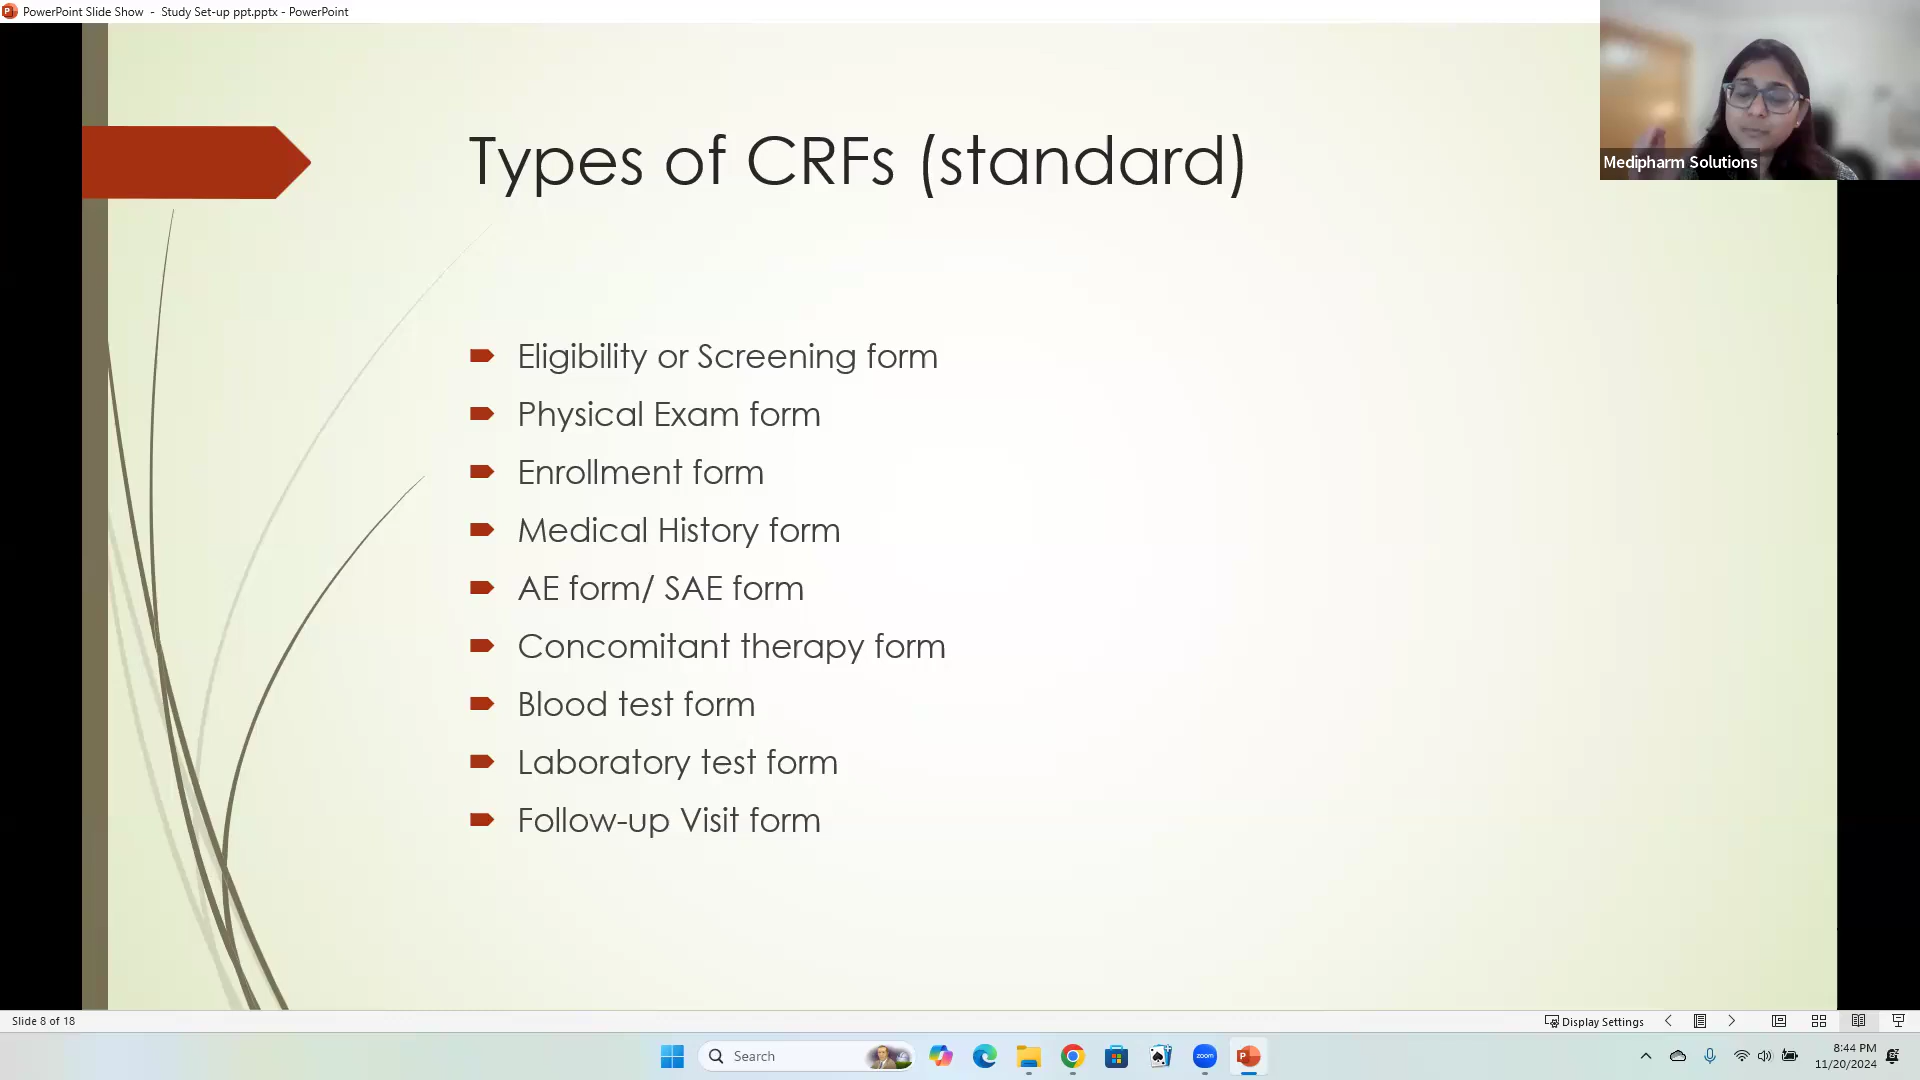 PowerPoint Slide Show - Study Set-up ppt.pptx - PowerPoint
Medipharm Solutions
Types of CRFs (standard)
Eligibility or Screening form
Physical Exam form
Enrollment form
Medical History form
AE form/ SAE form
Concomitant therapy form
Blood test form
Laboratory test form
Follow-up Visit form
Slide 8 of 18
Display Settings
Search
zoom
8:44 PM
11/20/2024